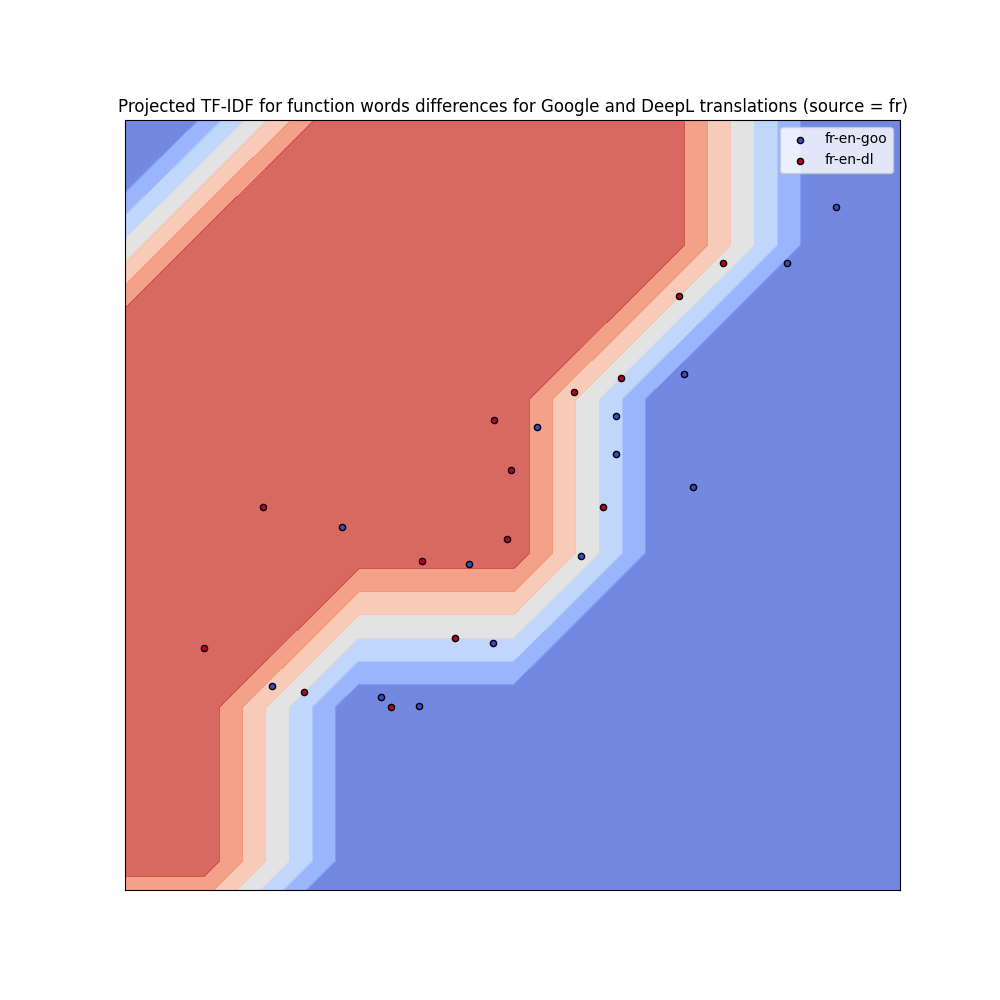 Projected TF-IDF for function words differences for Google and DeepL translations (source = fr)
fr-en-goo
fr-en-dl